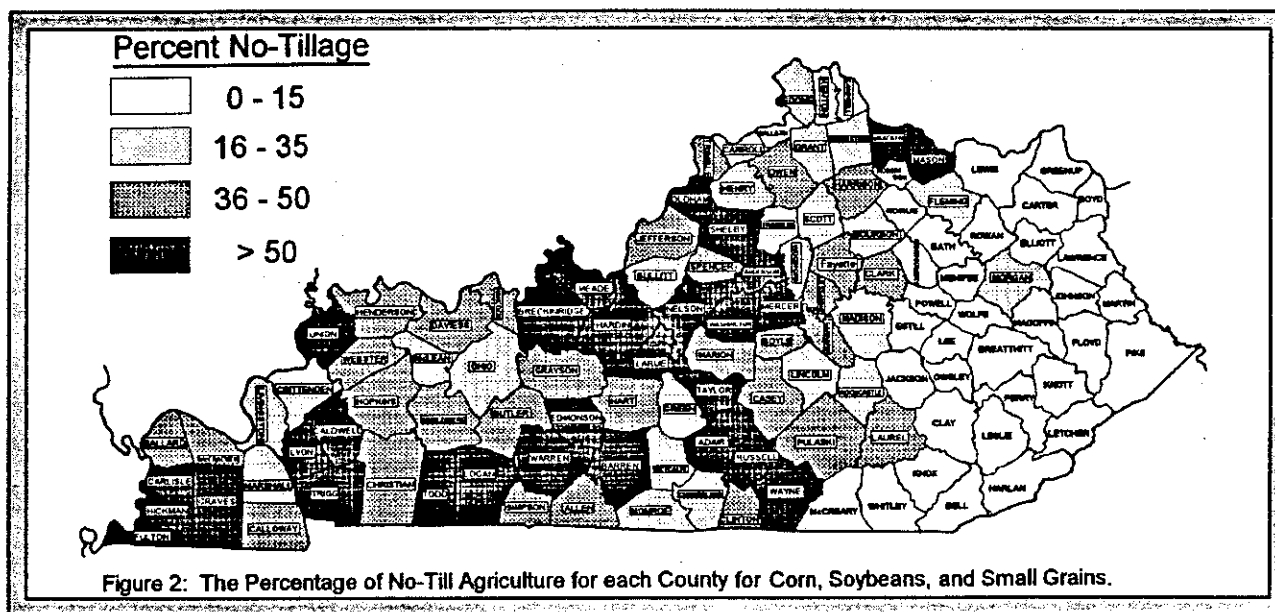 Percent No-Tillage
0 - 15
16 - 35
36 - 50
> 50
GRANT
CARROLL
OWEN
HENRY
MASON
LEWIS
GREENUP
FLEMING
CARTER
BOYD
OLDHAM
SHELBY
SCOTT
HARRISON
BOURBON
ROWAN
ELLIOTT
LAWRENCE
JEFFERSON
SPENCER
BULLITT
Fayette
CLARK
BATH
MENIFEE
MORGAN
JOHNSON
MARTIN
MEADE
BRECKINRIDGE
HARDIN
NELSON
MERCER
MADISON
POWELL
ESTILL
WOLFE
MAGOFFIN
FLOYD
PIKE
UNION
HENDERSON
DAVIESS
WEBSTER
OHIO
GRAYSON
LARUE
MARION
BOYLE
LINCOLN
LEE
BREATHITT
CRITTENDEN
HOPKINS
BUTLER
EDMONSON
HART
TAYLOR
CASEY
JACKSON
OWSLEY
KNOTT
PERRY
LETCHER
BALLARD
LYON
WARREN
BARREN
ADAIR
RUSSELL
PULASKI
LAUREL
CLAY
LESLIE
CARLISLE
GRAVES
MARSHALL
TRIGG
CHRISTIAN
TODD
LOGAN
WAYNE
KNOX
HARLAN
HICKMAN
FULTON
CALLOWAY
SIMPSON
ALLEN
MONROE
CLINTON
McCREARY
WHITLEY
BELL
Figure 2: The Percentage of No-Till Agriculture for each County for Corn, Soybeans, and Small Grains.